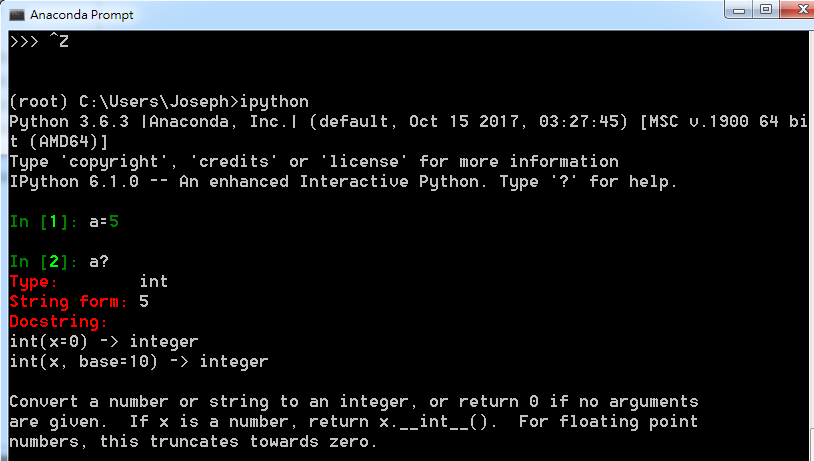 Anaconda Prompt
>>> ^Z
(root) C:\Users\Joseph>ipython
Python 3.6.3 |Anaconda, Inc.| (default, Oct 15 2017, 03:27:45) [MSC v.1900 64 bi
t (AMD64)]
Type 'copyright', 'credits' or 'license' for more information
IPython 6.1.0 -- An enhanced Interactive Python. Type '?' for help.
In [1]: a=5
In [2]: a?
Type:        int
String form: 5
Docstring:
int(x=0) -> integer
int(x, base=10) -> integer
Convert a number or string to an integer, or return 0 if no arguments
are given.  If x is a number, return x.__int__().  For floating point
numbers, this truncates towards zero.